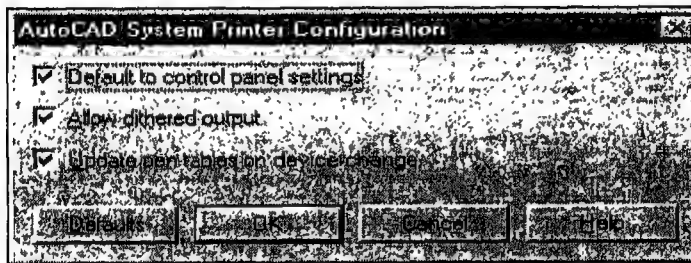 AutoCAD System Printer Configuration
Default to control panel settings
Allow dithered output
Update pen tables on device change
Defaults OK Cancel Help